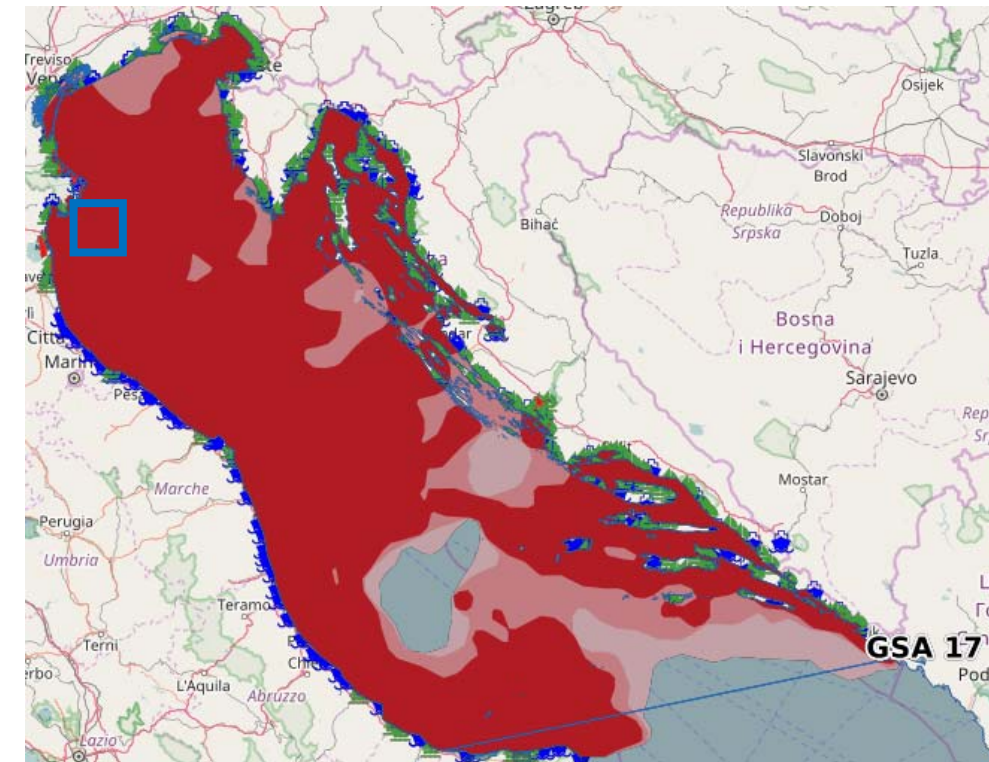 Zagreb
Treviso
Osijek
Slavonski
Brod
Republika
Srpska
Doboj
Bihać
Tuzla
Bosna
i Hercegovina
Sarajevo
Marche
Mostar
Perugia
Umbria
Teramo
GSA 17
Terni
L'Aquila
Abruzzo
Lazio